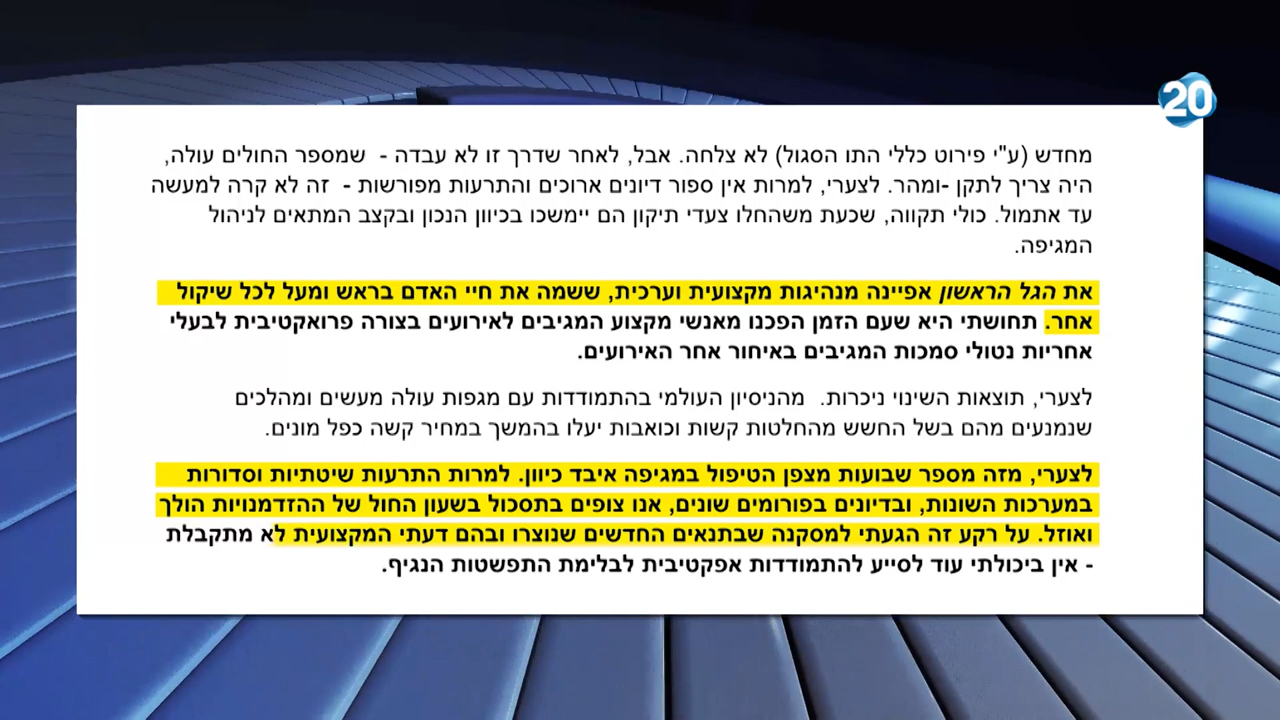 20
מחדש (ע"י פירוט כללי התו הסגול) לא צלחה. אבל, לאחר שדרך זו לא עבדה - שמספר החולים עולה,
היה צריך לתקן -ומהר. לצערי, למרות אין ספור דיונים ארוכים והתרעות מפורשות - זה לא קרה למעשה
עד אתמול. כולי תקווה, שכעת משהחלו צעדי תיקון הם יימשכו בכיוון הנכון ובקצב המתאים לניהול
המגיפה.
את הגל הראשון אפיינה מנהיגות מקצועית וערכית, ששמה את חיי האדם בראש ומעל לכל שיקול
אחר. תחושתי היא שעם הזמן הפכנו מאנשי מקצוע המגיבים לאירועים בצורה פרואקטיבית לבעלי
אחריות נטולי סמכות המגיבים באיחור אחר האירועים.
לצערי, תוצאות השינוי ניכרות. מהניסיון העולמי בהתמודדות עם מגפות עולה מעשים ומהלכים
שנמנעים מהם בשל החשש מהחלטות קשות וכואבות יעלו בהמשך במחיר קשה כפל מונים.
לצערי, מזה מספר שבועות מצפן הטיפול במגיפה איבד כיוון. למרות התרעות שיטתיות וסדורות
במערכות השונות, ובדיונים בפורומים שונים, אנו צופים בתסכול בשעון החול של ההזדמנויות הולך
ואוזל. על רקע זה הגעתי למסקנה שבתנאים החדשים שנוצרו ובהם דעתי המקצועית לא מתקבלת
- אין ביכולתי עוד לסייע להתמודדות אפקטיבית לבלימת התפשטות הנגיף.